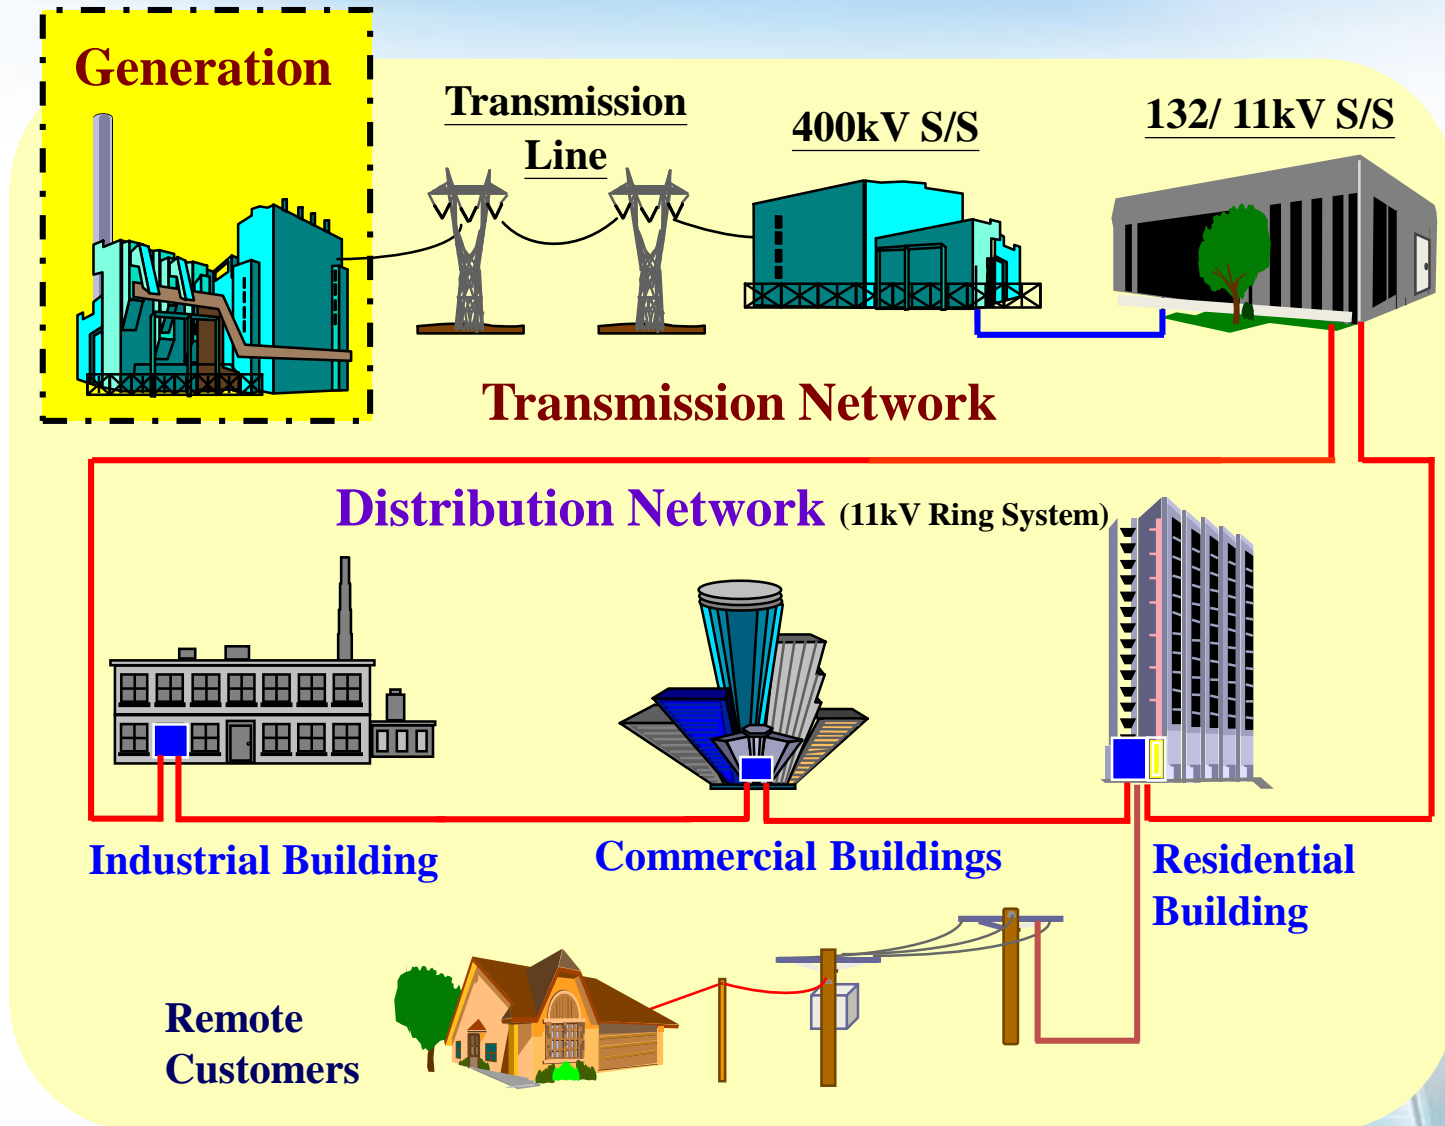 Generation
Transmission
Line
400kV S/S
132/ 11kV S/S
Transmission Network
Distribution Network (11kV Ring System)
Industrial Building
Commercial Buildings
Residential
Building
Remote
Customers